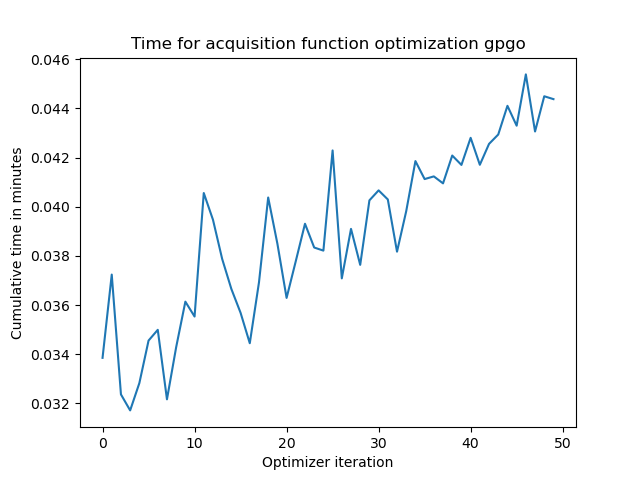 Time for acquisition function optimization gpgo
0.046
0.044
0.042
0.040
0.038
0.036
0.034
0.032
Cumulative time in minutes
0 10 20 30 40 50
Optimizer iteration